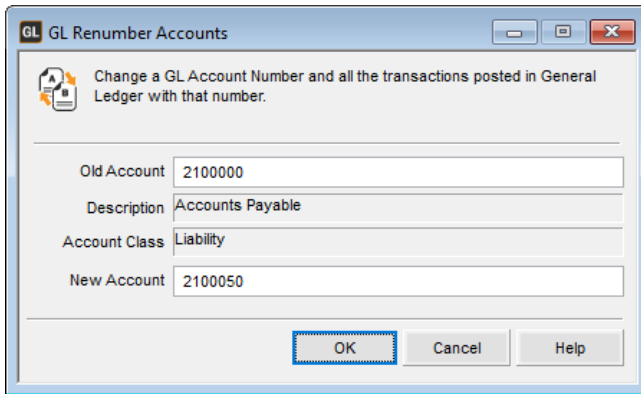 GL GL Renumber Accounts
A
B
Change a GL Account Number and all the transactions posted in General
Ledger with that number.
Old Account 2100000
Description Accounts Payable
Account Class Liability
New Account 2100050
OK Cancel Help